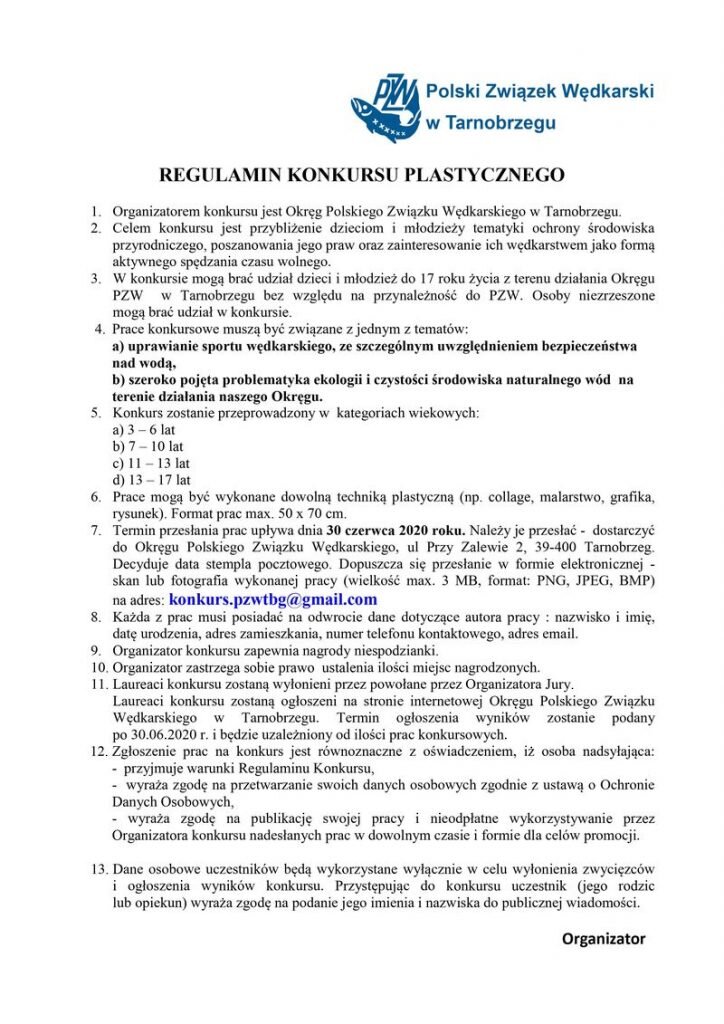 PZW
Polski Związek Wędkarski
w Tarnobrzegu
REGULAMIN KONKURSU PLASTYCZNEGO
1. Organizatorem konkursu jest Okręg Polskiego Związku Wędkarskiego w Tarnobrzegu.
2. Celem konkursu jest przybliżenie dzieciom i młodzieży tematyki ochrony środowiska
przyrodniczego, poszanowania jego praw oraz zainteresowanie ich wędkarstwem jako formą
aktywnego spędzania czasu wolnego.
3. W konkursie mogą brać udział dzieci i młodzież do 17 roku życia z terenu działania Okręgu
PZW w Tarnobrzegu bez względu na przynależność do PZW. Osoby niezrzeszone
mogą brać udział w konkursie.
4. Prace konkursowe muszą być związane z jednym z tematów:
a) uprawianie sportu wędkarskiego, ze szczególnym uwzględnieniem bezpieczeństwa
nad wodą,
b) szeroko pojęta problematyka ekologii i czystości środowiska naturalnego wód na
terenie działania naszego Okręgu.
5. Konkurs zostanie przeprowadzony w kategoriach wiekowych:
a) 3 – 6 lat
b) 7 – 10 lat
c) 11 – 13 lat
d) 13 – 17 lat
6. Prace mogą być wykonane dowolną techniką plastyczną (np. collage, malarstwo, grafika,
rysunek). Format prac max. 50 x 70 cm.
7. Termin przesłania prac upływa dnia 30 czerwca 2020 roku. Należy je przesłać - dostarczyć
do Okręgu Polskiego Związku Wędkarskiego, ul Przy Zalewie 2, 39-400 Tarnobrzeg.
Decyduje data stempla pocztowego. Dopuszcza się przesłanie w formie elektronicznej -
skan lub fotografia wykonanej pracy (wielkość max. 3 MB, format: PNG, JPEG, BMP)
na adres: konkurs.pzwtbg@gmail.com
8. Każda z prac musi posiadać na odwrocie dane dotyczące autora pracy : nazwisko i imię,
datę urodzenia, adres zamieszkania, numer telefonu kontaktowego, adres email.
9. Organizator konkursu zapewnia nagrody niespodzianki.
10. Organizator zastrzega sobie prawo ustalenia ilości miejsc nagrodzonych.
11. Laureaci konkursu zostaną wyłonieni przez powołane przez Organizatora Jury.
Laureaci konkursu zostaną ogłoszeni na stronie internetowej Okręgu Polskiego Związku
Wędkarskiego w Tarnobrzegu. Termin ogłoszenia wyników zostanie podany
po 30.06.2020 r. i będzie uzależniony od ilości prac konkursowych.
12. Zgłoszenie prac na konkurs jest równoznaczne z oświadczeniem, iż osoba nadsyłająca:
- przyjmuje warunki Regulaminu Konkursu,
- wyraża zgodę na przetwarzanie swoich danych osobowych zgodnie z ustawą o Ochronie
Danych Osobowych,
- wyraża zgodę na publikację swojej pracy i nieodpłatne wykorzystywanie przez
Organizatora konkursu nadesłanych prac w dowolnym czasie i formie dla celów promocji.
13. Dane osobowe uczestników będą wykorzystane wyłącznie w celu wyłonienia zwycięzców
i ogłoszenia wyników konkursu. Przystępując do konkursu uczestnik (jego rodzic
lub opiekun) wyraża zgodę na podanie jego imienia i nazwiska do publicznej wiadomości.
Organizator